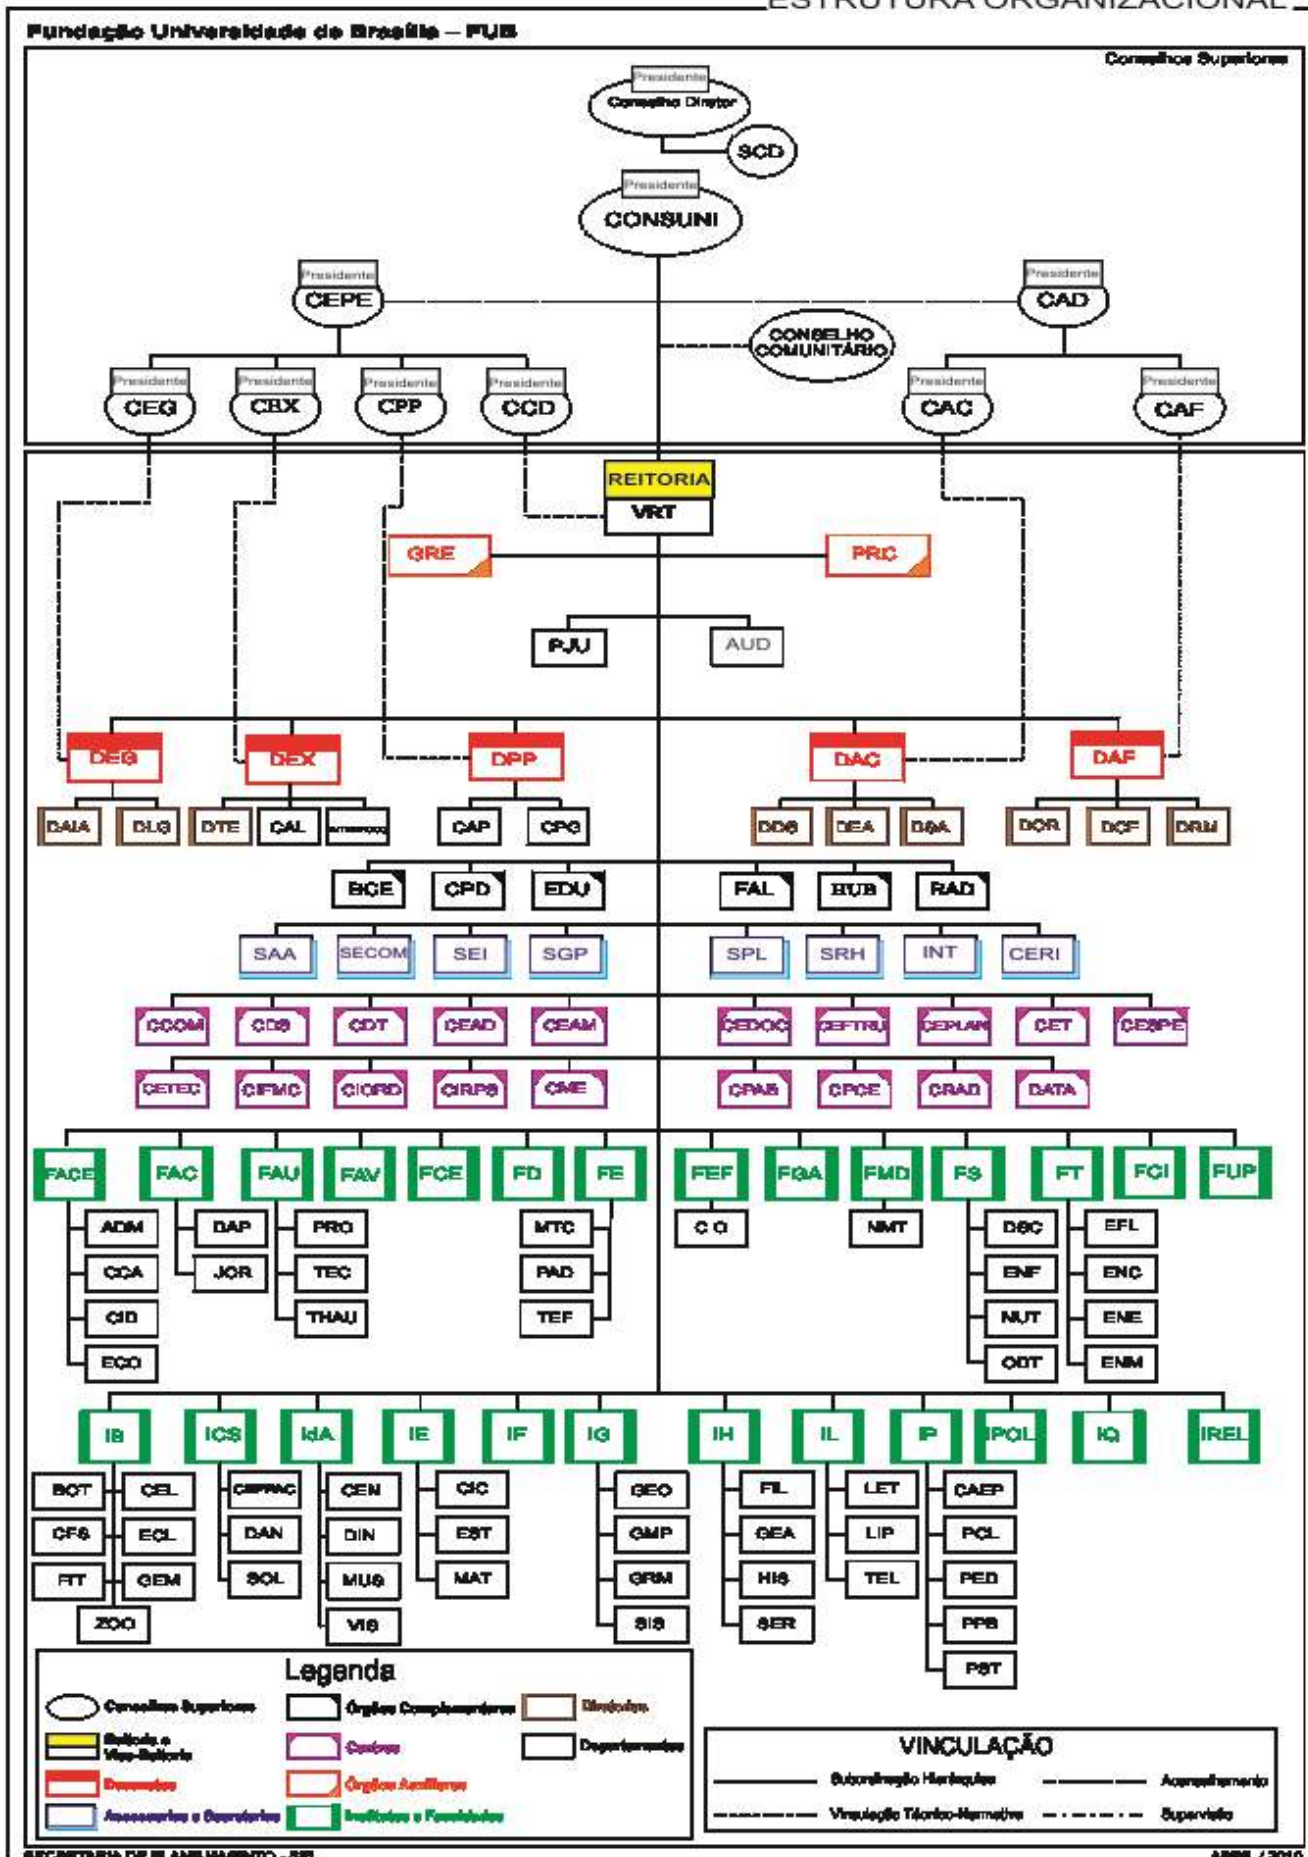 ESTRUTURA ORGANIZACIONAL
Fundação Universidade de Brasília – FUB
Conselhos Superiores
Presidente
Conselho Diretor
SCD
Presidente
CONSUNI
Presidente
CEPE
Presidente
CAD
CONSELHO
COMUNITÁRIO
Presidente
CEG
Presidente
CBX
Presidente
CPP
Presidente
CCD
Presidente
CAC
Presidente
CAF
REITORIA
VRT
GRE
PRC
PJU
AUD
DEG
DEX
DPP
DAC
DAF
DAIA
DLG
DTE
CAL
CAP
CPG
DDS
DEA
DSA
DOR
DCF
DRM
BCE
CPD
EDU
FAL
HUB
RAD
SAA
SECOM
SEI
SGP
SPL
SRH
INT
CERI
CCOM
CDS
CDT
CEAD
CEAM
CEDOC
CEFTRU
CEPLAN
CET
CESPE
CETEC
CIFMC
CIORD
CIRPS
CME
CPAB
CPCE
CRAD
DATA
FACE
FAC
FAU
FAV
FCE
FD
FE
FEF
FGA
FMD
FS
FT
FCI
FUP
ADM
DAP
PRO
MTC
C O
NMT
DSC
EFL
CCA
JOR
TEC
PAD
ENF
ENC
CID
THAU
TEF
NUT
ENE
ECO
ODT
ENM
IB
ICS
IdA
IE
IF
IG
IH
IL
IP
IPOL
IQ
IREL
BOT
CEL
CEPPAC
CEN
CIC
GEO
FIL
LET
CAEP
CFS
ECL
DAN
DIN
EST
GMP
GEA
LIP
PCL
FIT
GEM
SOL
MUS
MAT
GRM
HIS
TEL
PED
ZOO
VIS
SIS
SER
PPB
PST
Legenda
Conselhos Superiores
Órgãos Complementares
Diretorias
Reitoria e
Vice-Reitoria
Centros
Departamentos
Decanatos
Órgãos Auxiliares
Assessorias e Secretarias
Institutos e Faculdades
VINCULAÇÃO
Subordinação Hierárquica
Acompanhamento
Vinculação Técnico-Normativa
Supervisão
SECRETARIA DE PLANEJAMENTO - SPL
ABRIL / 2010